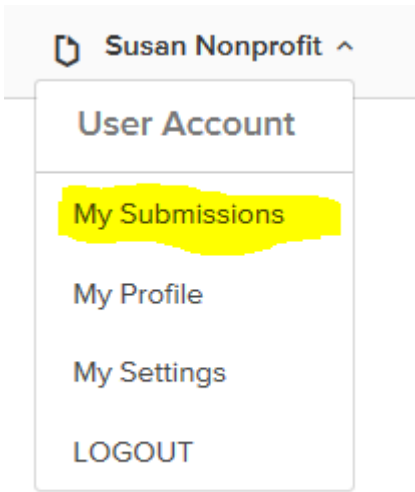 Susan Nonprofit
User Account
My Submissions
My Profile
My Settings
LOGOUT